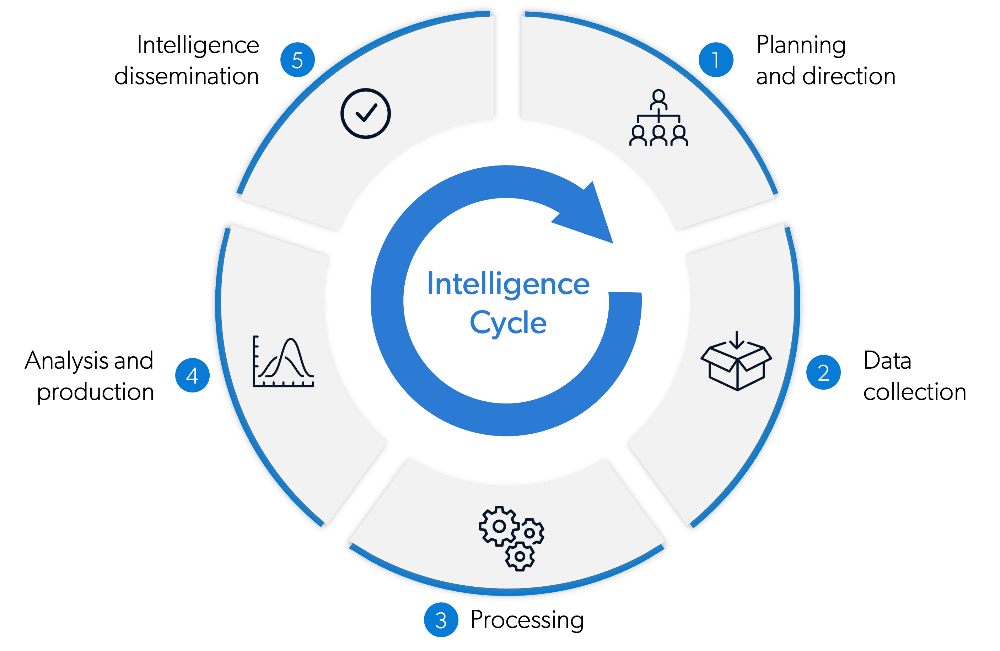 Intelligence
Cycle
1
Planning
and direction
2
Data
collection
3
Processing
4
Analysis and
production
5
Intelligence
dissemination